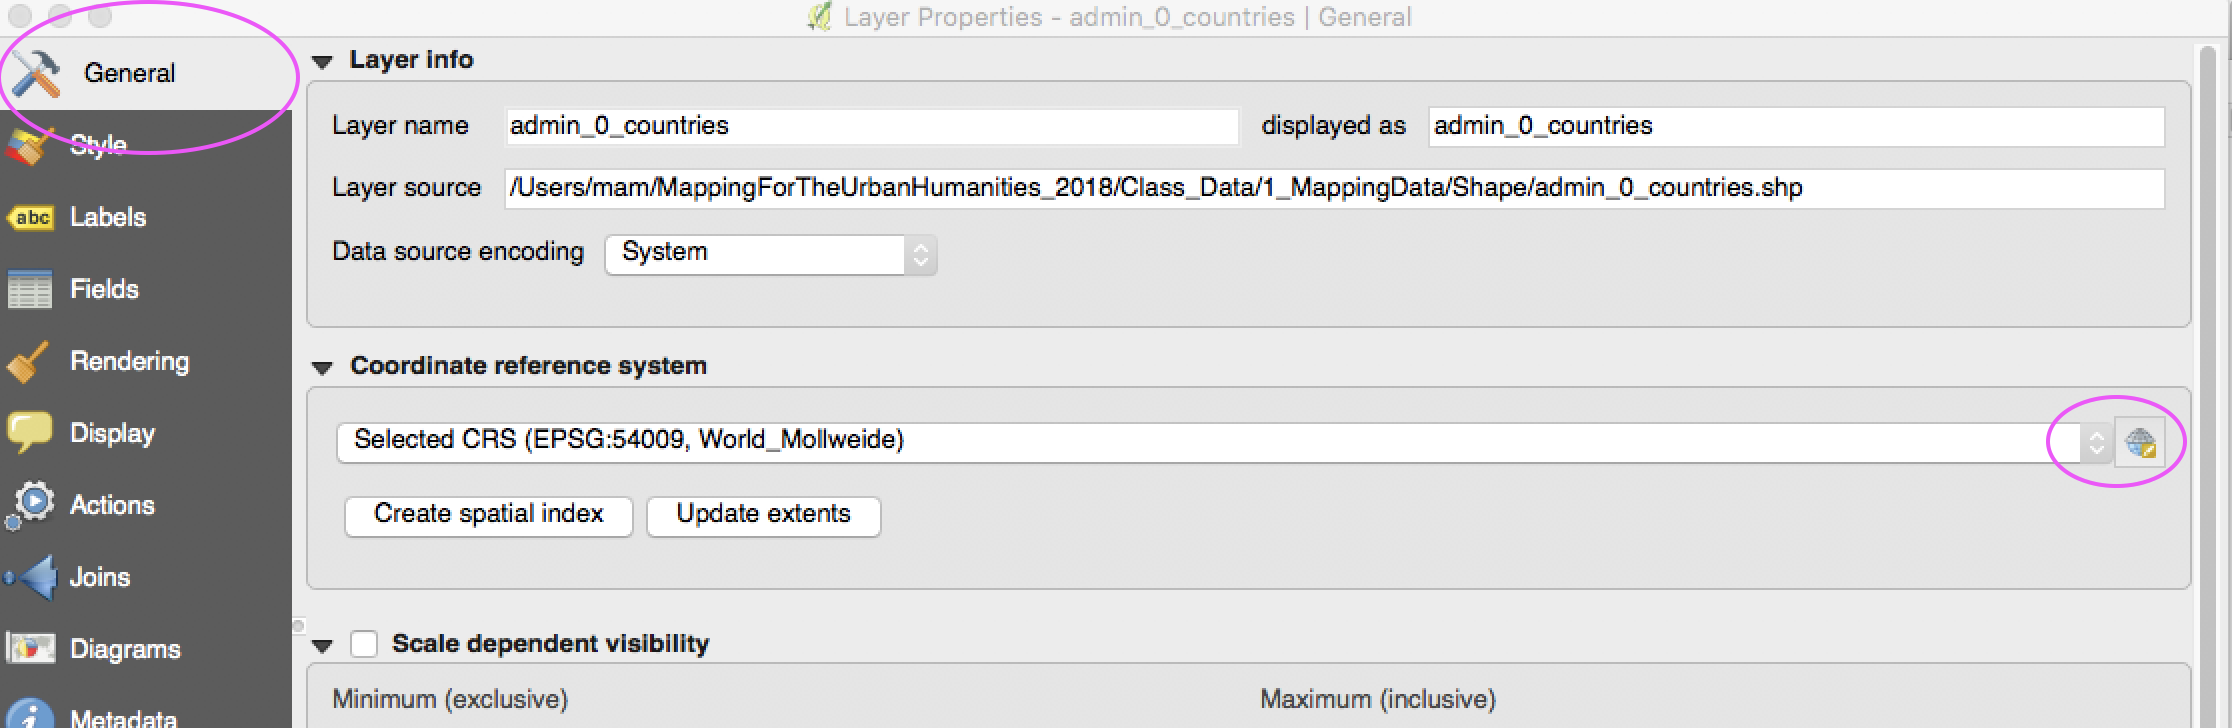 Layer Properties - admin_0_countries | General
General
Style
Labels
Fields
Rendering
Display
Actions
Joins
Diagrams
Metadata
Layer info
Layer name admin_0_countries displayed as admin_0_countries
Layer source /Users/mam/MappingForTheUrbanHumanities_2018/Class_Data/1_MappingData/Shape/admin_0_countries.shp
Data source encoding System
Coordinate reference system
Selected CRS (EPSG:54009, World_Mollweide)
Create spatial index Update extents
Scale dependent visibility
Minimum (exclusive) Maximum (inclusive)
abc